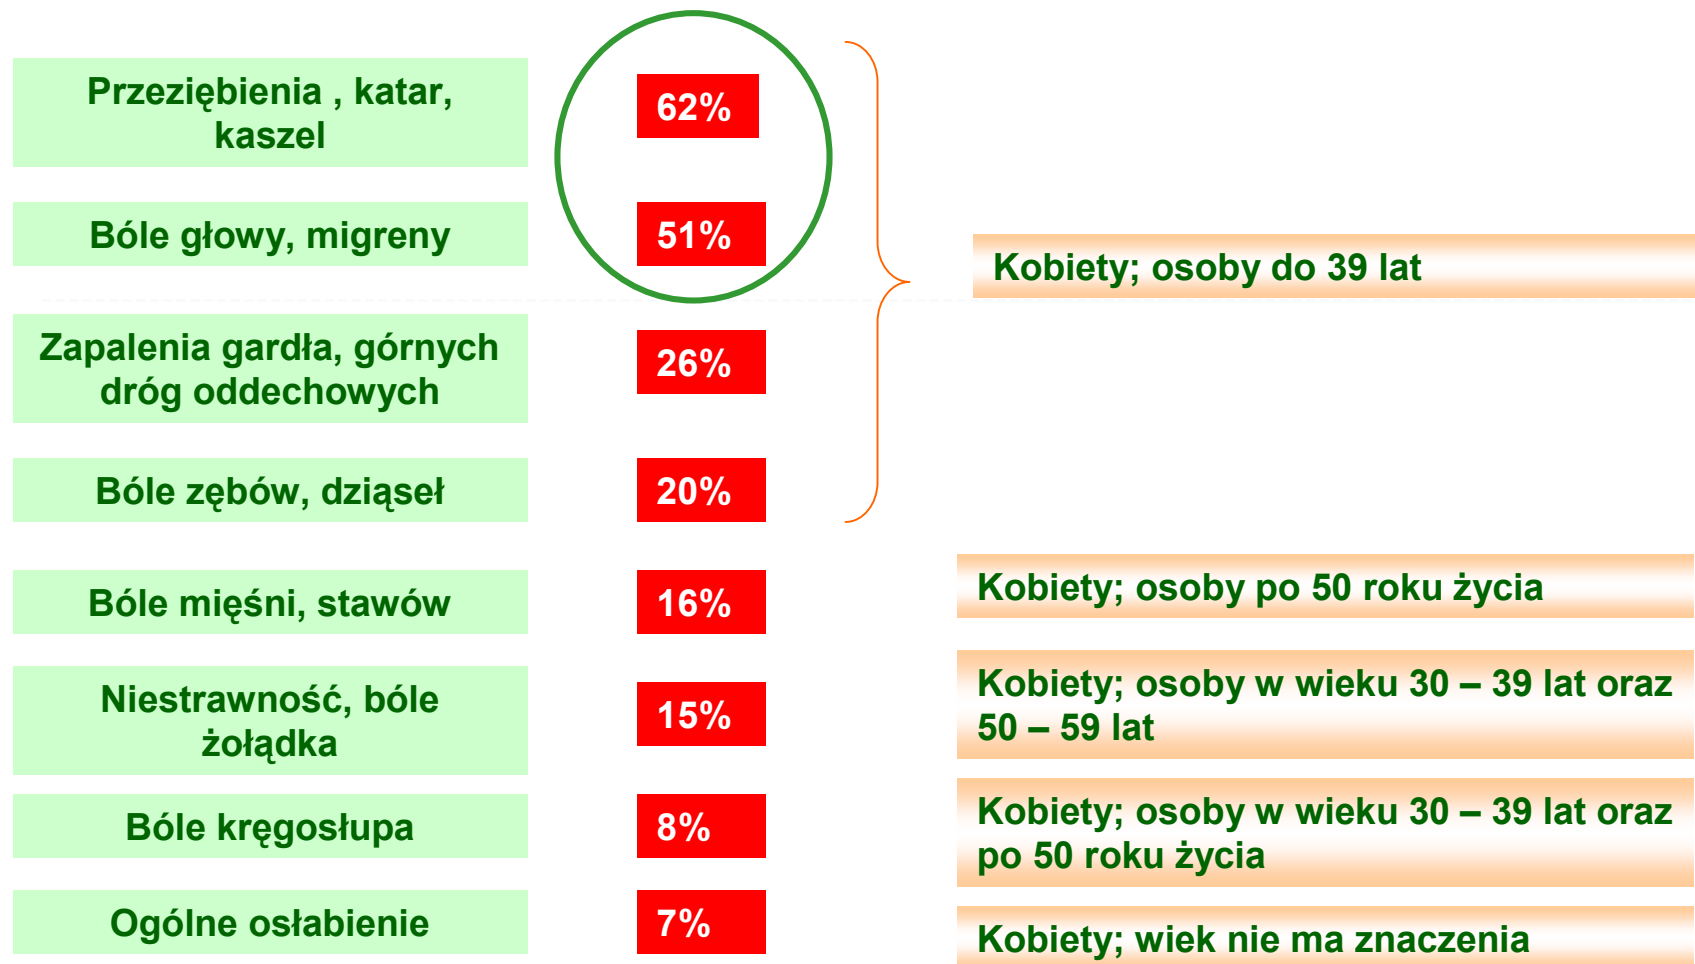 Przeziębienia , katar,
kaszel
62%
Bóle głowy, migreny
51%
Kobiety; osoby do 39 lat
Zapalenia gardła, górnych
dróg oddechowych
26%
Bóle zębów, dziąseł
20%
Bóle mięśni, stawów
16%
Kobiety; osoby po 50 roku życia
Niestrawność, bóle
żołądka
15%
Kobiety; osoby w wieku 30 – 39 lat oraz
50 – 59 lat
Bóle kręgosłupa
8%
Kobiety; osoby w wieku 30 – 39 lat oraz
po 50 roku życia
Ogólne osłabienie
7%
Kobiety; wiek nie ma znaczenia